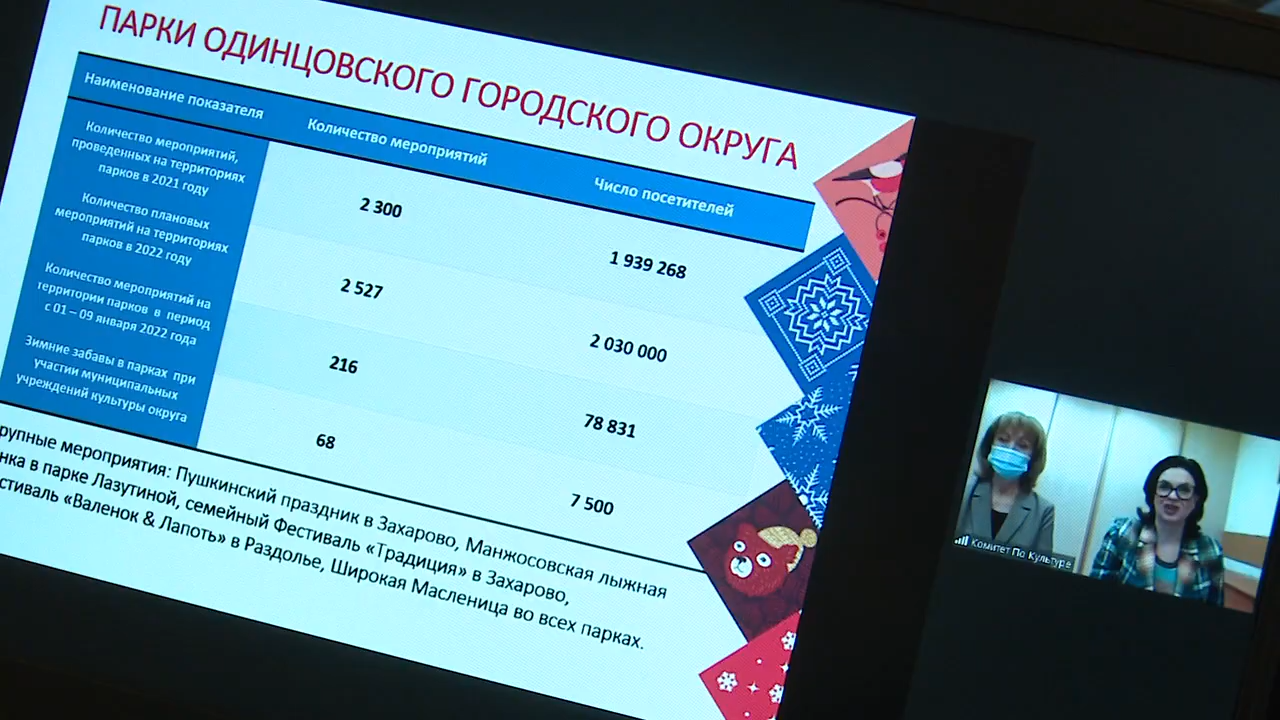 ПАРКИ ОДИНЦОВСКОГО ГОРОДСКОГО ОКРУГА
Наименование показателя
Количество мероприятий
Число посетителей
Количество мероприятий,
проведенных на территориях
парков в 2021 году
2 300
1 939 268
Количество плановых
мероприятий на территориях
парков в 2022 году
2 527
2 030 000
Количество мероприятий на
территории парков в период
с 01 – 09 января 2022 года
216
78 831
Зимние забавы в парках при
участии муниципальных
учреждений культуры округа
68
7 500
мероприятия: Пушкинский праздник в Захарово, Манжосовская лыжная
в парке Лазутиной, семейный Фестиваль «Традиция» в Захарово,
«Валенок & Лапоть» в Раздолье, Широкая Масленица во всех парках.
Комитет По Культуре